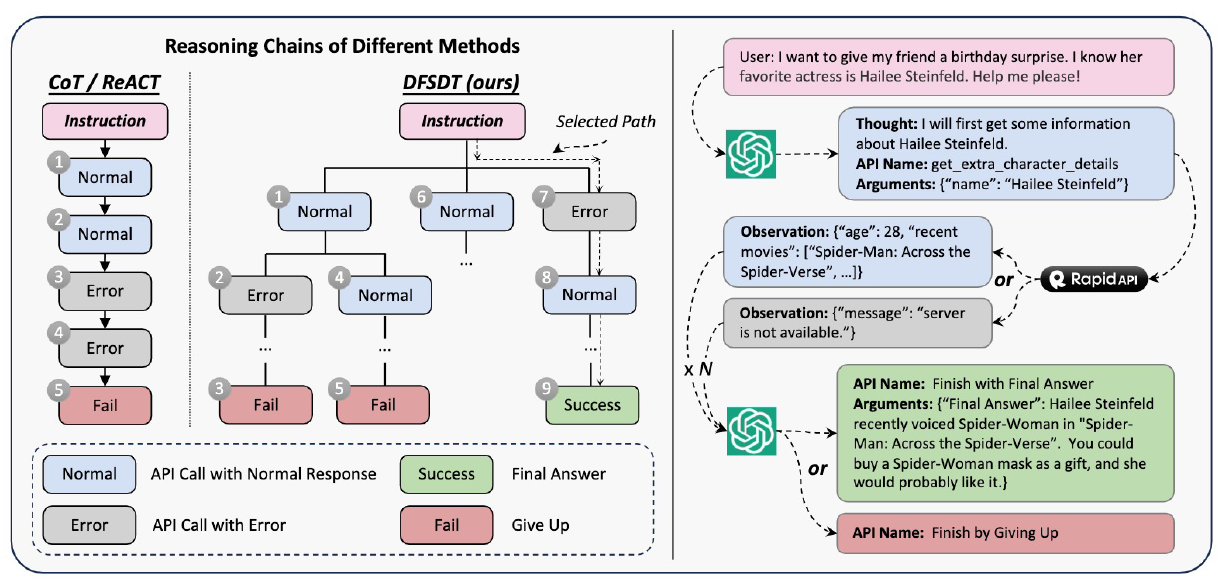 Reasoning Chains of Different Methods
CoT / ReACT
Instruction
1
Normal
2
Normal
3
Error
4
Error
5
Fail
DFSDT (ours)
Instruction
Selected Path
1
Normal
6
Normal
7
Error
...
2
Error
4
Normal
8
Normal
...
...
...
3
Fail
5
Fail
9
Success
Normal
API Call with Normal Response
Success
Final Answer
Error
API Call with Error
Fail
Give Up
User: I want to give my friend a birthday surprise. I know her
favorite actress is Hailee Steinfeld. Help me please!
Thought: I will first get some information
about Hailee Steinfeld.
API Name: get_extra_character_details
Arguments: {“name”: “Hailee Steinfeld”}
Observation: {“age”: 28, “recent
movies”: [“Spider-Man: Across the
Spider-Verse”, ...]}
or
Rapid API
Observation: {“message”: “server
is not available.“}
x N
API Name: Finish with Final Answer
Arguments: {“Final Answer”: Hailee Steinfeld
recently voiced Spider-Woman in "Spider-
Man: Across the Spider-Verse”. You could
buy a Spider-Woman mask as a gift, and she
would probably like it.}
or
API Name: Finish by Giving Up